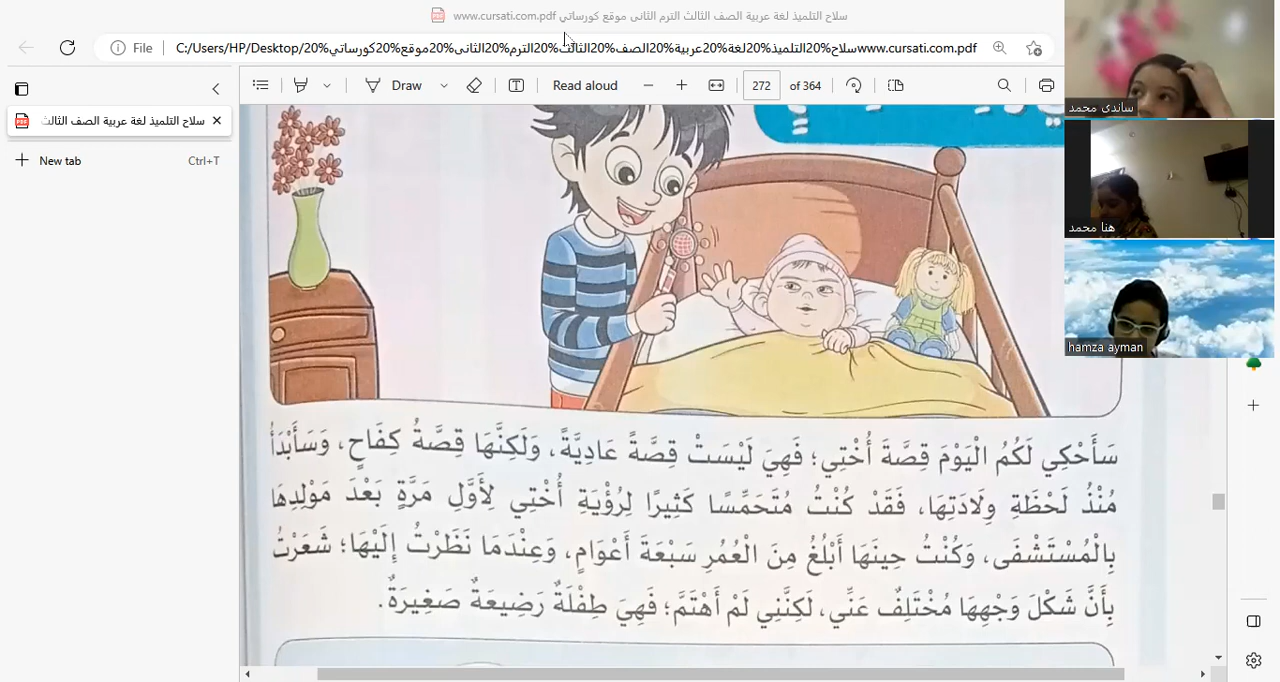 سلاح التلميذ لغة عربية الصف الثالث الترم الثانى موقع كورساتي www.cursati.com.pdf
File
C:/Users/HP/Desktop/سلاح%20التلميذ%20لغة%20عربية%20الصف%20الثالث%20الترم%20الثانى%20موقع%20كورساتي%20www.cursati.com.pdf
Draw
Read aloud
272 of 364
سلاح التلميذ لغة عربية الصف الثالث
New tab
Ctrl+T
ساندى محمد
هنا محمد
hamza ayman
سَأَحْكِي لَكُمُ الْيَوْمَ قِصَّةَ أُخْتِي؛ فَهِيَ لَيْسَتْ قِصَّةً عَادِيَّةً، وَلَكِنَّهَا قِصَّةُ كِفَاحٍ، وَسَأَبْدَأُ
مُنْذُ لَحْظَةِ وِلَادَتِهَا، فَقَدْ كُنْتُ مُتَحَمِّسًا كَثِيرًا لِرُؤْيَةِ أُخْتِي لِأَوَّلِ مَرَّةٍ بَعْدَ مَوْلِدِهَا
بِالْمُسْتَشْفَى، وَكُنْتُ حِينَهَا أَبْلُغُ مِنَ الْعُمُرِ سَبْعَةَ أَعْوَامٍ، وَعِنْدَمَا نَظَرْتُ إِلَيْهَا؛ شَعَرْتُ
بِأَنَّ شَكْلَ وَجْهِهَا مُخْتَلِفٌ عَنِّي، لَكِنَّنِي لَمْ أَهْتَمَّ؛ فَهِيَ طِفْلَةٌ رَضِيعَةٌ صَغِيرَةٌ.